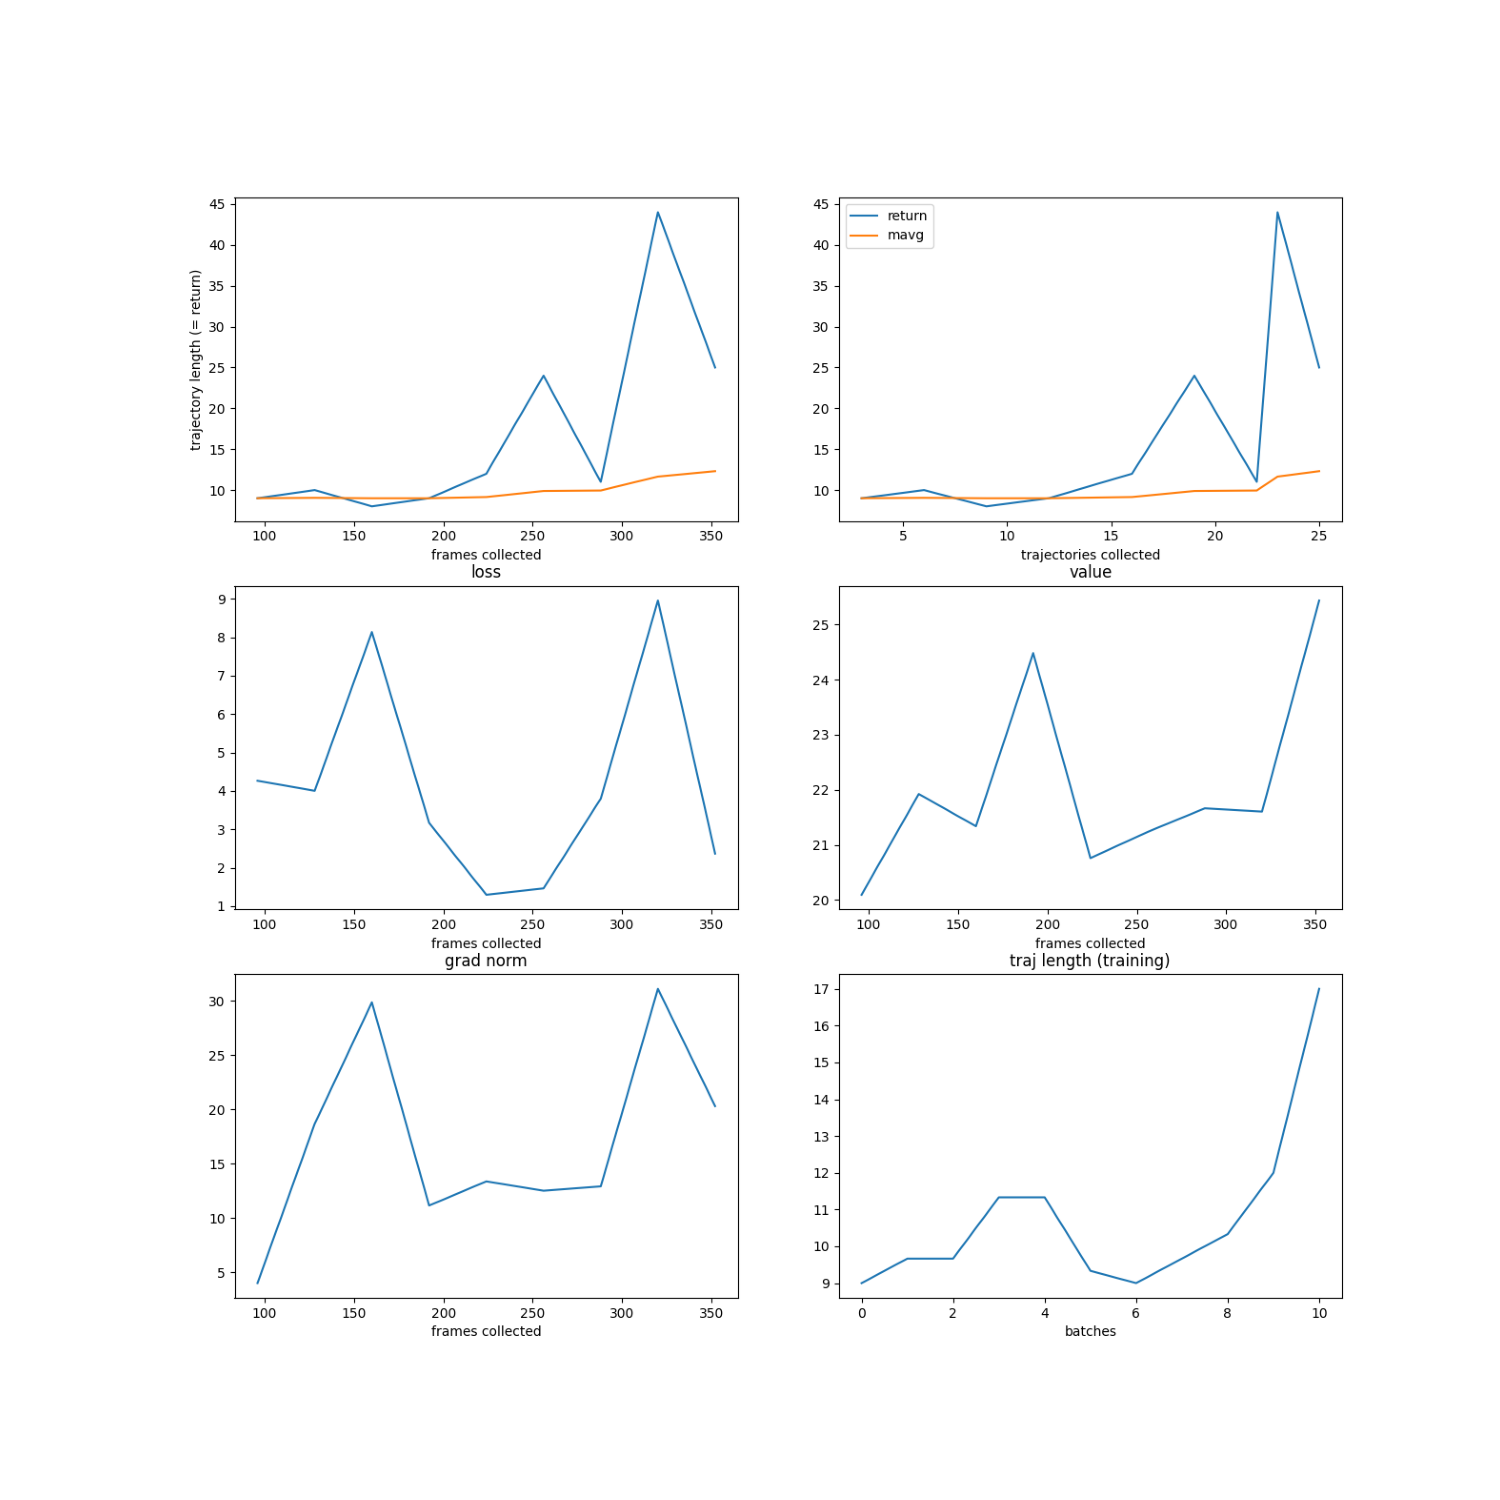 45
40
35
30
25
20
15
10
trajectory length (= return)
100 150 200 250 300 350
frames collected
return
mavg
45
40
35
30
25
20
15
10
5 10 15 20 25
trajectories collected
loss
9
8
7
6
5
4
3
2
1
100 150 200 250 300 350
frames collected
value
25
24
23
22
21
20
100 150 200 250 300 350
frames collected
grad norm
30
25
20
15
10
5
100 150 200 250 300 350
frames collected
traj length (training)
17
16
15
14
13
12
11
10
9
0 2 4 6 8 10
batches